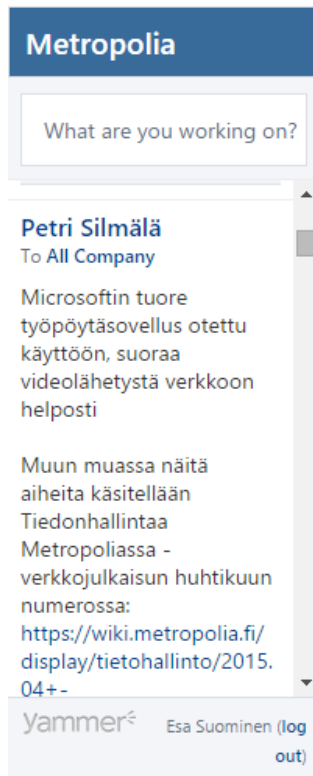 Metropolia
What are you working on?
Petri Silmälä
To All Company
Microsoftin tuore
työpöytäsovellus otettu
käyttöön, suoraa
videolähetystä verkkoon
helposti
Muun muassa näitä
aiheita käsitellään
Tiedonhallintaa
Metropoliassa -
verkkojulkaisun huhtikuun
numerossa:
https://wiki.metropolia.fi/
display/tietohallinto/2015.
04+-
yammer
Esa Suominen (log
out)